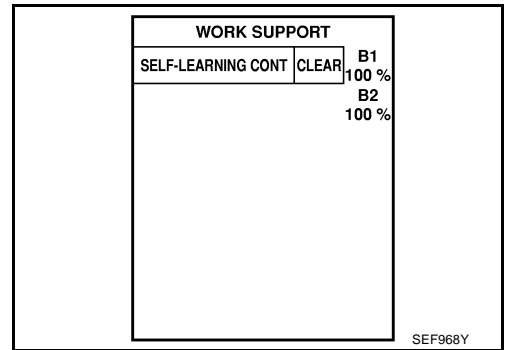 WORK SUPPORT
SELF-LEARNING CONT CLEAR B1
100 %
B2
100 %
SEF968Y